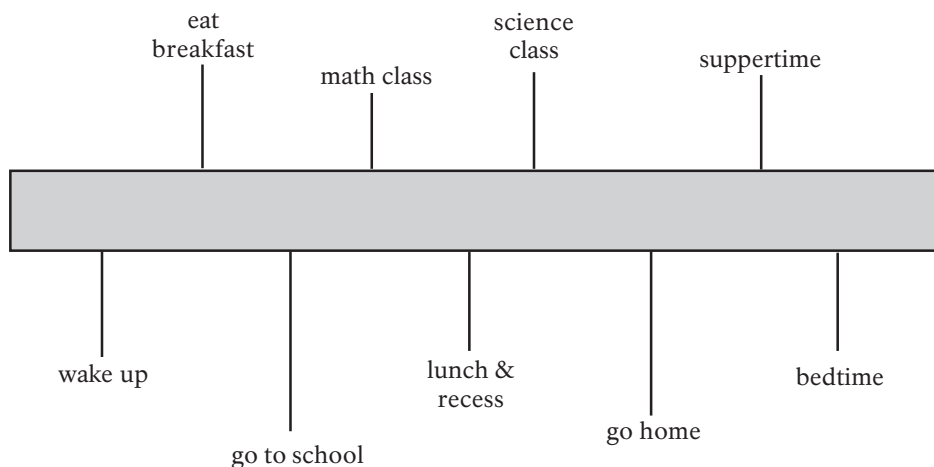 eat
breakfast
math class
science
class
suppertime
wake up
go to school
lunch &
recess
go home
bedtime